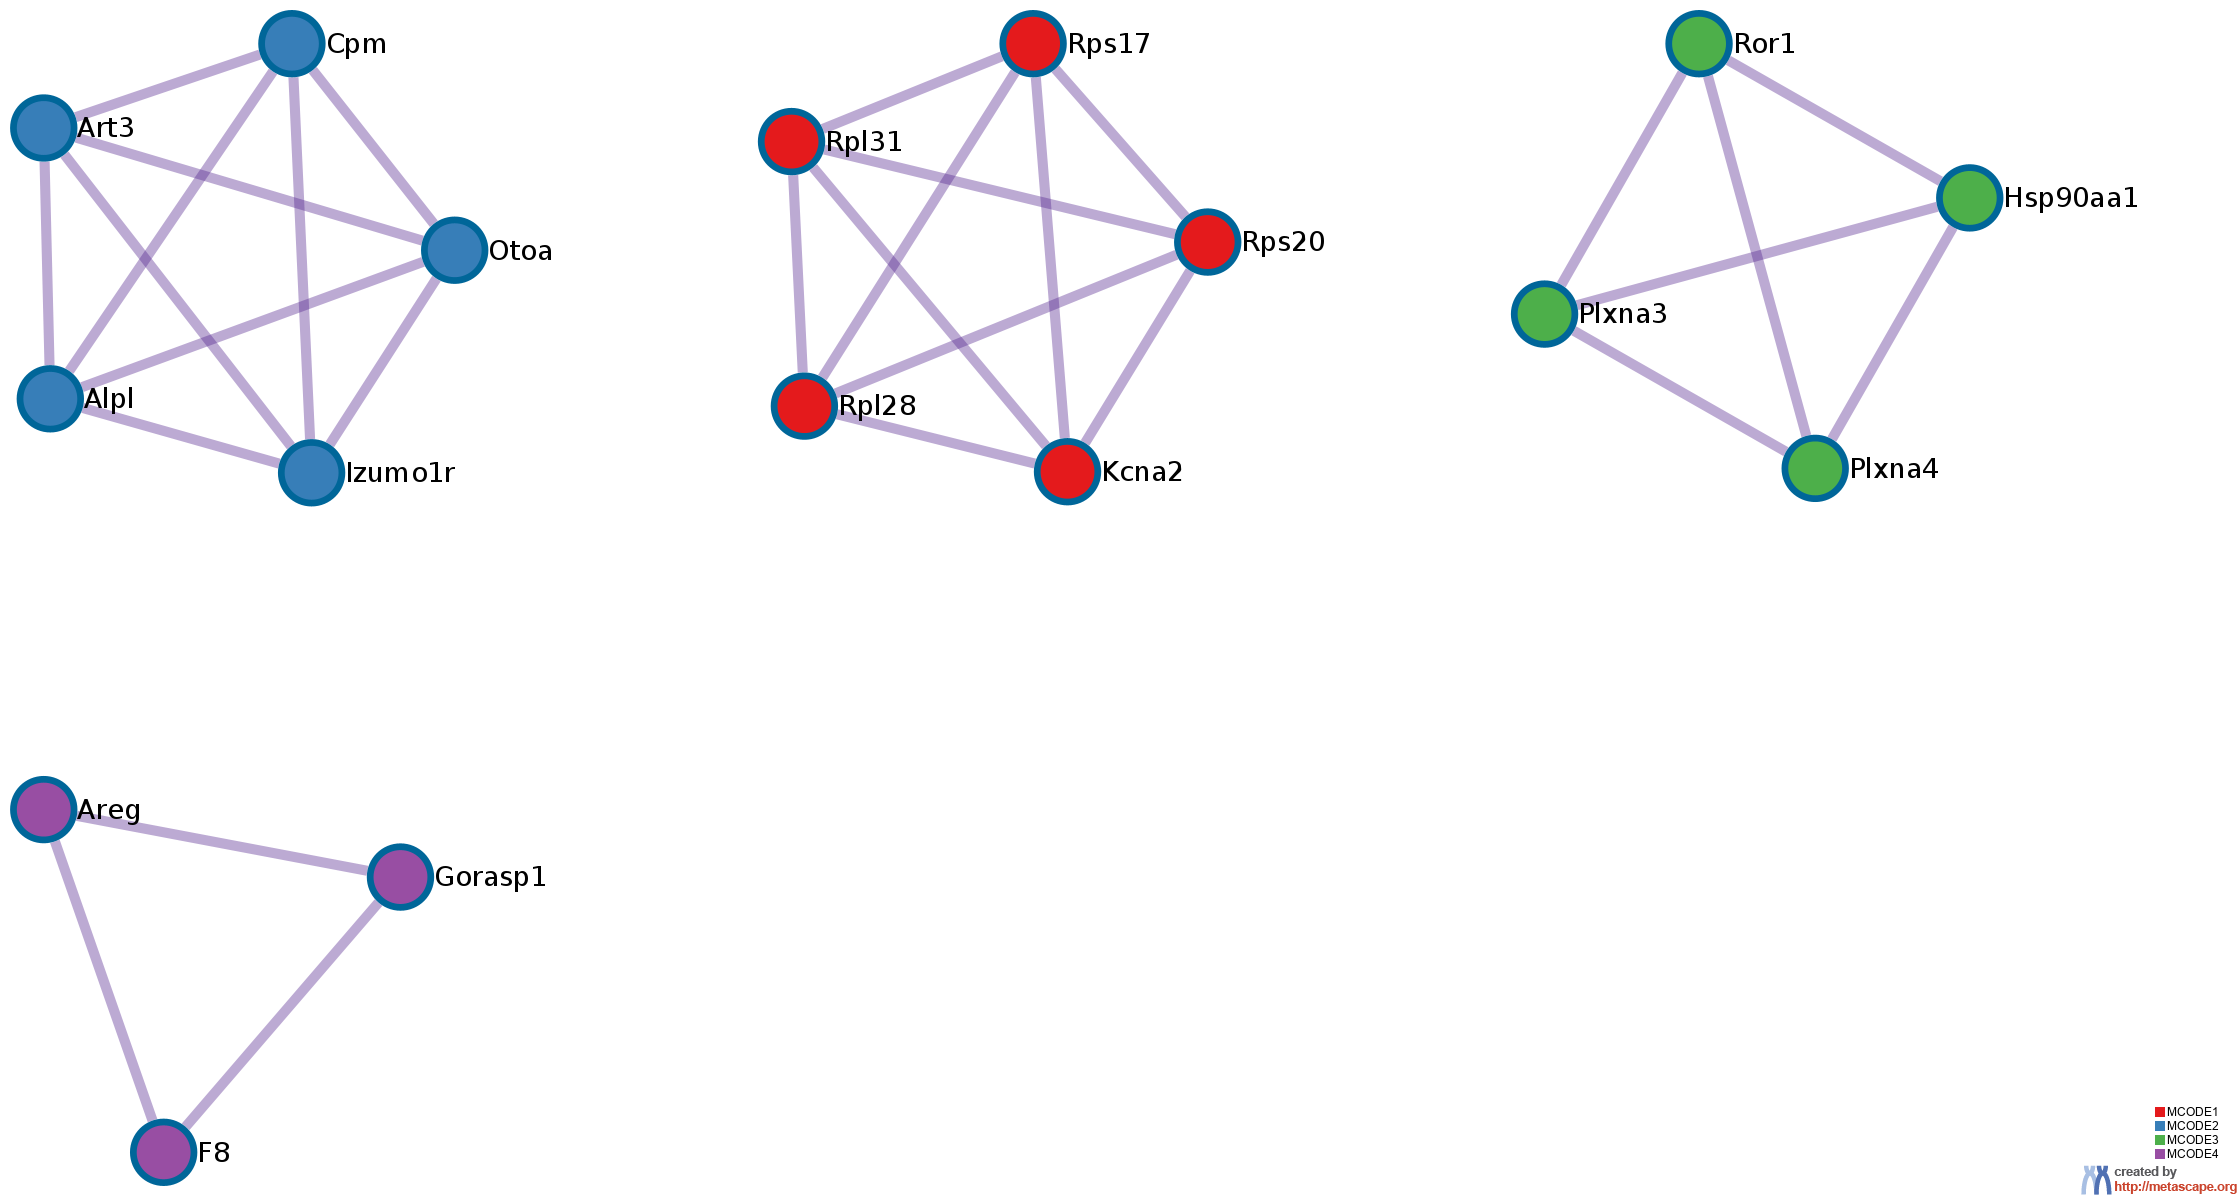 Cpm
Art3
Otoa
Alpl
Izumo1r
Rps17
Rpl31
Rps20
Rpl28
Kcna2
Ror1
Hsp90aa1
Plxna3
Plxna4
Areg
Gorasp1
F8
MCODE1
MCODE2
MCODE3
MCODE4
created by
http://metascape.org